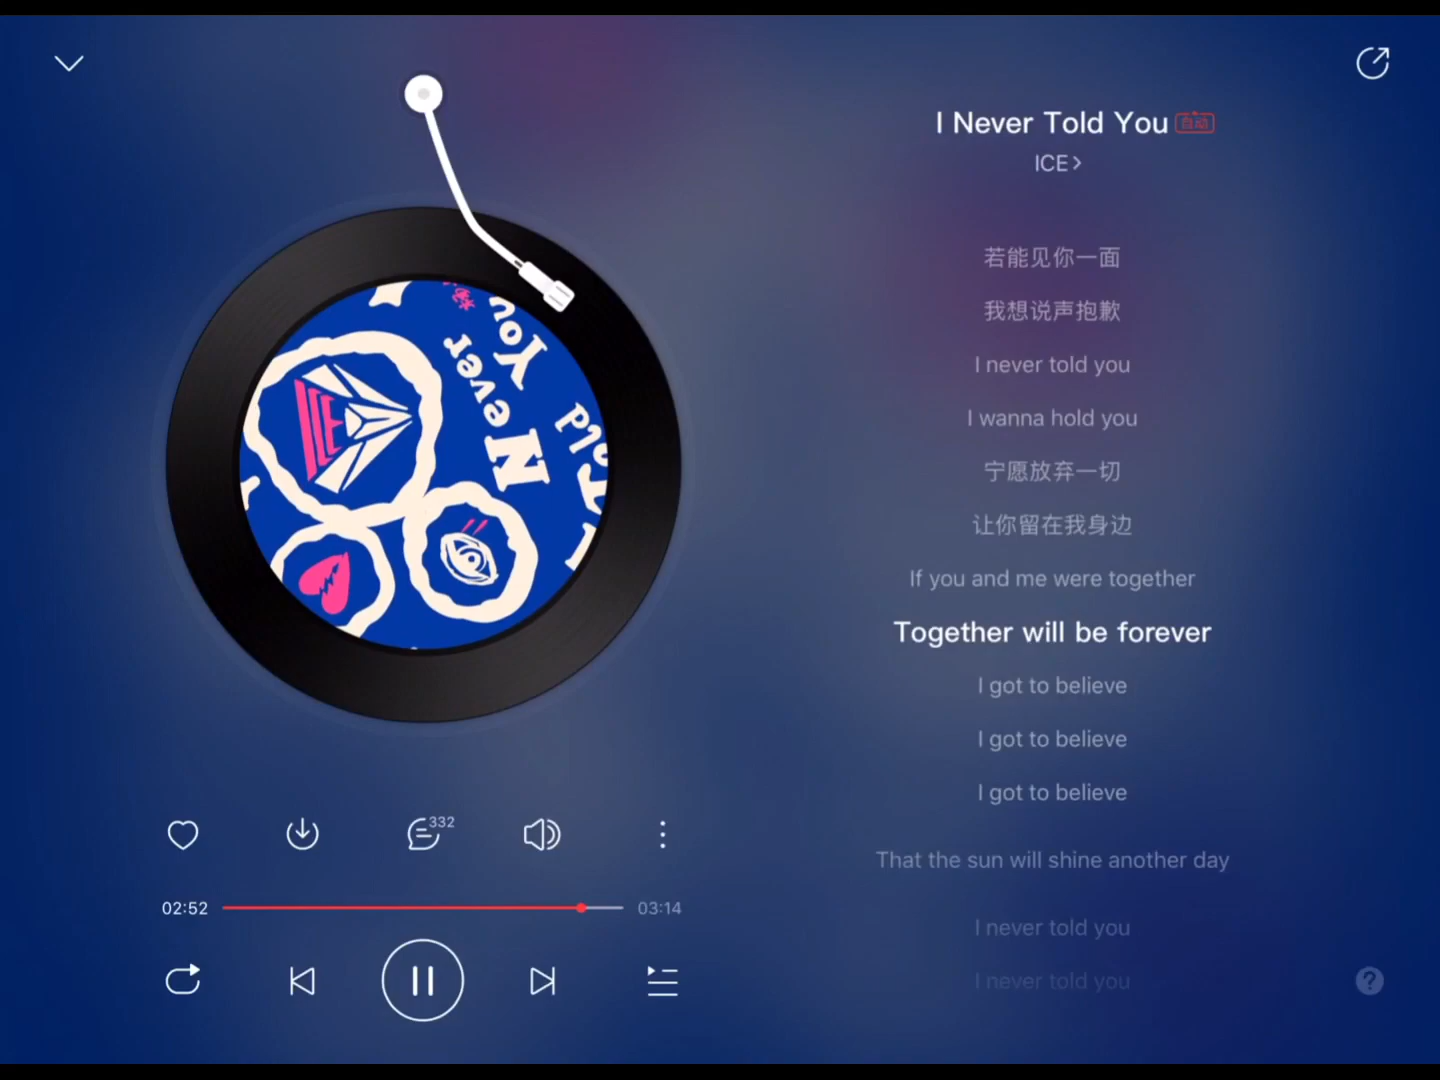 I Never Told You 自动
ICE
若能见你一面
我想说声抱歉
I never told you
I wanna hold you
宁愿放弃一切
让你留在我身边
If you and me were together
Together will be forever
I got to believe
I got to believe
I got to believe
That the sun will shine another day
I never told you
I never told you
You
Never
Told
ICE
332
02:52
03:14
?